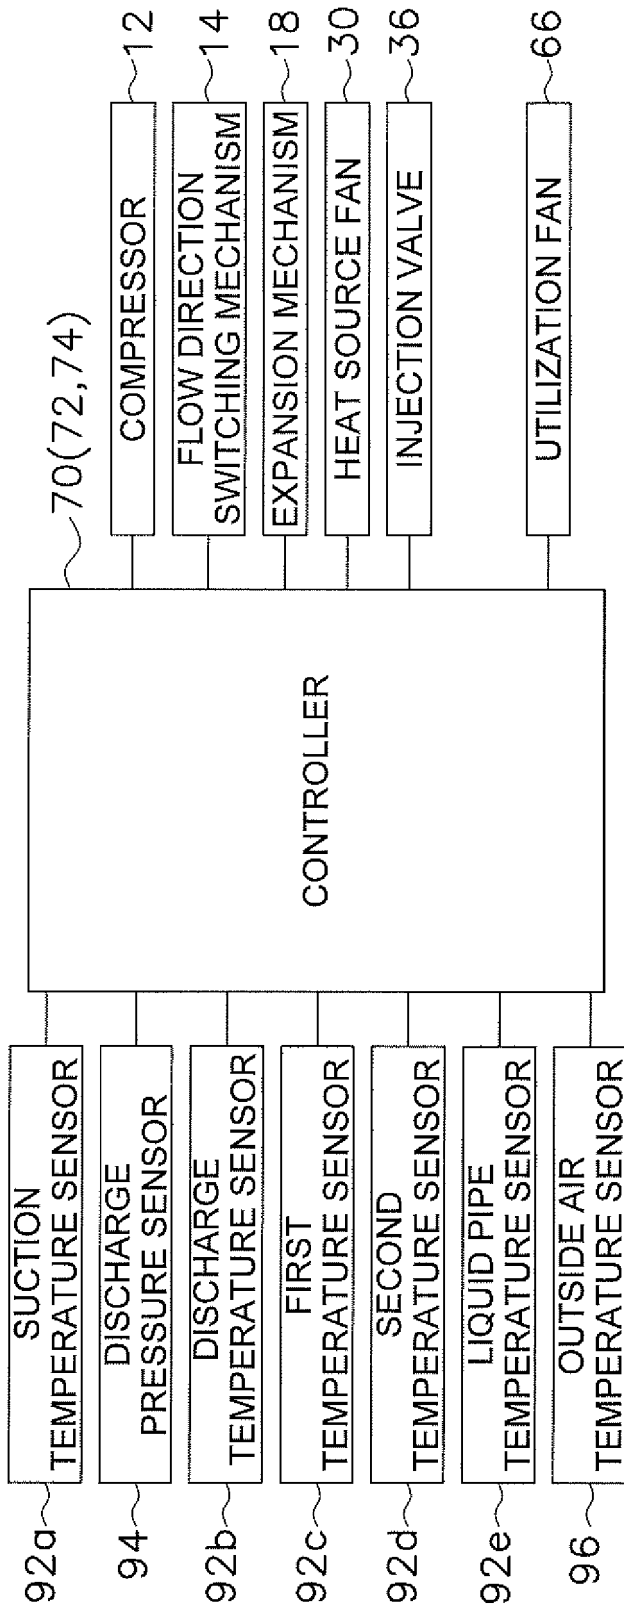 92a
SUCTION
TEMPERATURE SENSOR
94
DISCHARGE
PRESSURE SENSOR
92b
DISCHARGE
TEMPERATURE SENSOR
92c
FIRST
TEMPERATURE SENSOR
92d
SECOND
TEMPERATURE SENSOR
92e
LIQUID PIPE
TEMPERATURE SENSOR
96
OUTSIDE AIR
TEMPERATURE SENSOR
CONTROLLER
70(72,74)
COMPRESSOR
12
FLOW DIRECTION
SWITCHING MECHANISM
14
EXPANSION MECHANISM
18
HEAT SOURCE FAN
30
INJECTION VALVE
36
UTILIZATION FAN
66